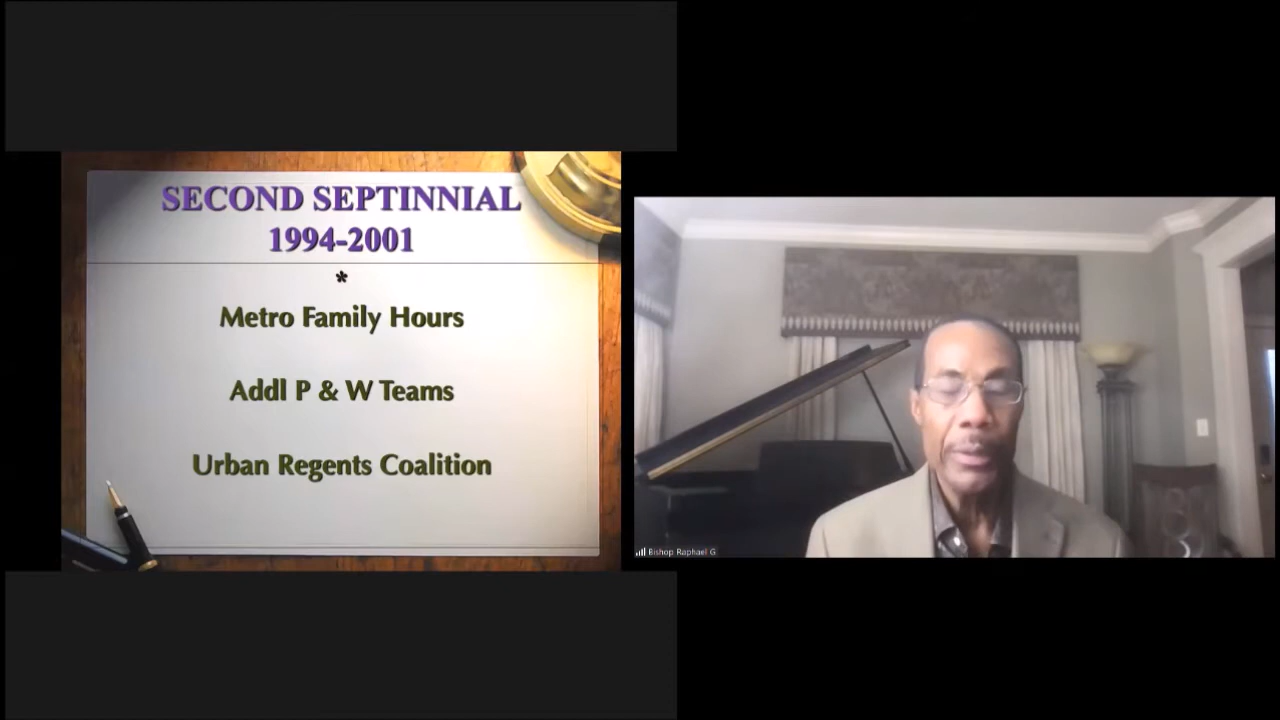 SECOND SEPTINNIAL
1994-2001
*
Metro Family Hours
Addl P & W Teams
Urban Regents Coalition
Bishop Raphael G